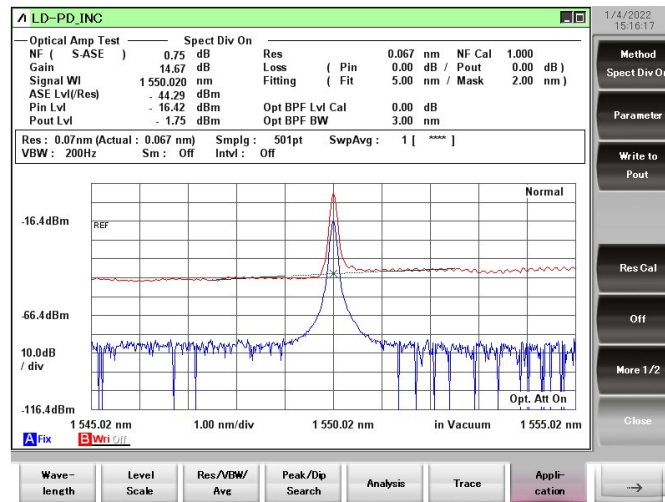 LD-PD_INC
1/4/2022
15:16:17
Optical Amp Test Spect Div On
NF ( S-ASE ) 0.75 dB Res 0.067 nm NF Cal 1.000
Gain 14.67 dB Loss ( Pin 0.00 dB / Pout 0.00 dB )
Signal Wl 1 550.020 nm Fitting ( Fit 5.00 nm / Mask 2.00 nm )
ASE Lvl(/Res) - 44.29 dBm
Pin Lvl - 16.42 dBm Opt BPF Lvl Cal 0.00 dB
Pout Lvl - 1.75 dBm Opt BPF BW 3.00 nm
Res : 0.07nm (Actual : 0.067 nm) Smplg : 501pt SwpAvg : 1 [ **** ]
VBW : 200Hz Sm : Off Intvl : Off
Normal
-16.4dBm
REF
-66.4dBm
10.0dB
/ div
Opt. Att On
-116.4dBm
1 545.02 nm 1.00 nm/div 1 550.02 nm in Vacuum 1 555.02 nm
A Fix B Wri Off
Method
Spect Div On
Parameter
Write to
Pout
Res Cal
Off
More 1/2
Close
Wave-
length
Level
Scale
Res/VBW/
Avg
Peak/Dip
Search
Analysis
Trace
Appli-
cation